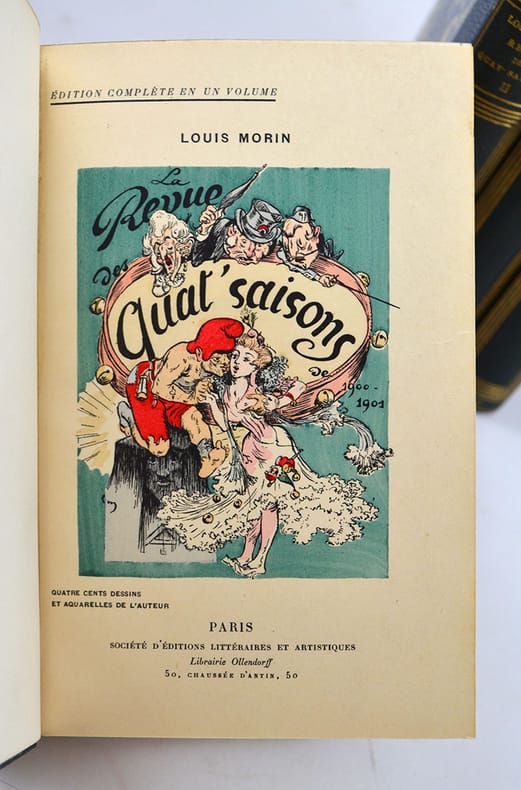 ÉDITION COMPLÈTE EN UN VOLUME
LOUIS MORIN
La
Revue
des
Quat'saisons
de
1900-
1901
QUATRE CENTS DESSINS
ET AQUARELLES DE L'AUTEUR
PARIS
SOCIÉTÉ D'ÉDITIONS LITTÉRAIRES ET ARTISTIQUES
Librairie Ollendorff
50, CHAUSSÉE D'ANTIN, 50
II